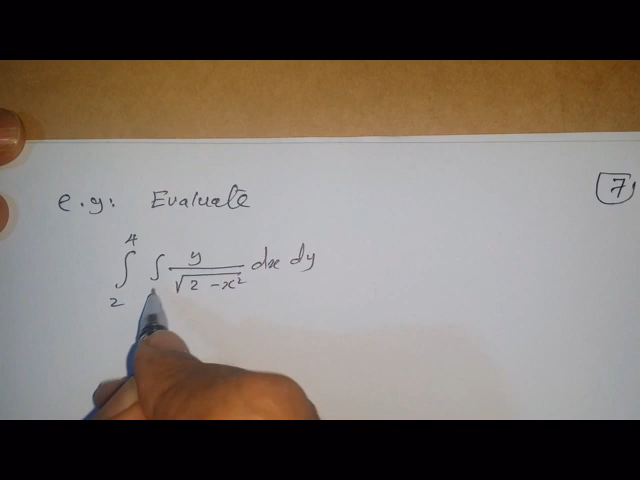 e.g: Evaluate
7
∫₂⁴ ∫ y/√(2 - x²) dx dy